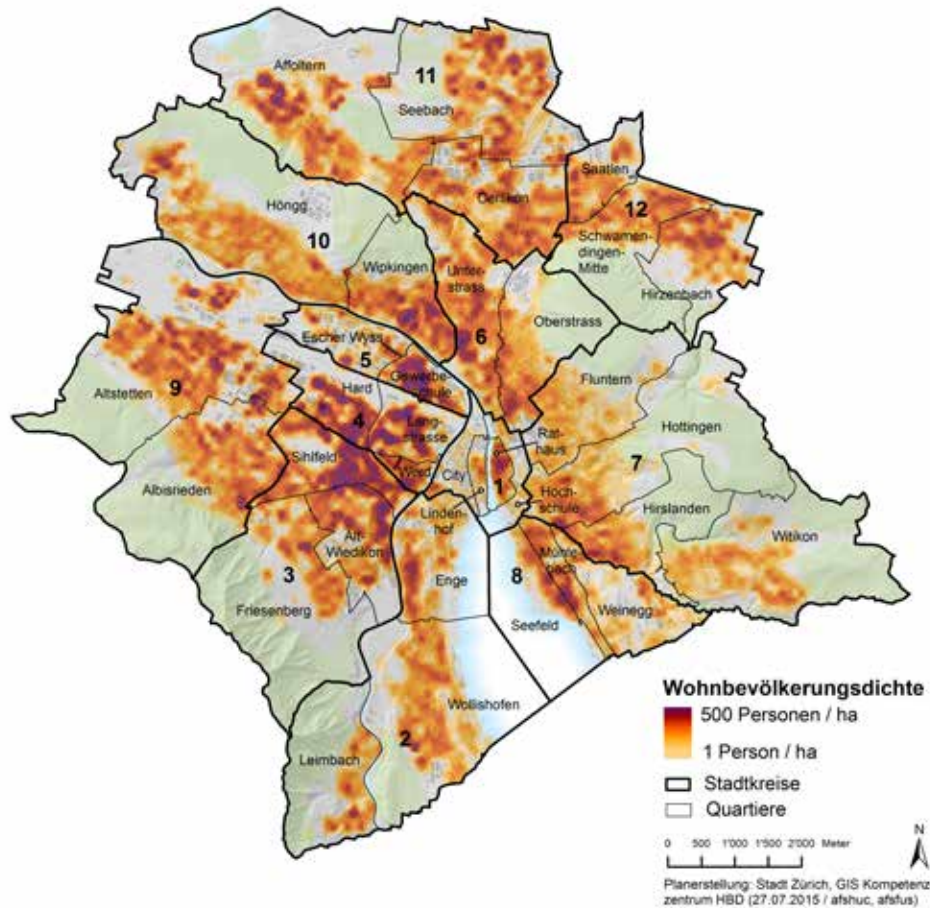 Affoltern
11
Seebach
Saatlen
Oerlikon
12
Höngg
10
Schwamen-
dingen-
Mitte
Wipkingen
Unter-
strass
Hirzenbach
Oberstrass
Escher Wyss
6
5
Fluntern
Gewerbe-
schule
Altstetten
9
Hard
4
Lang-
strasse
Hottingen
Rat-
haus
Sihlfeld
7
Werd
City
1
Albisrieden
Hoch-
schule
Linden-
hof
Hirslanden
Witikon
Alt-
Wiedikon
Mühle-
bach
3
8
Enge
Friesenberg
Weinegg
Seefeld
Wollishofen
2
Leimbach
Wohnbevölkerungsdichte
500 Personen / ha
1 Person / ha
Stadtkreise
Quartiere
N
0 500 1'000 1'500 2'000 Meter
Planerstellung: Stadt Zürich, GIS Kompetenz
zentrum HBD (27.07.2015 / afshuc, afsfus)